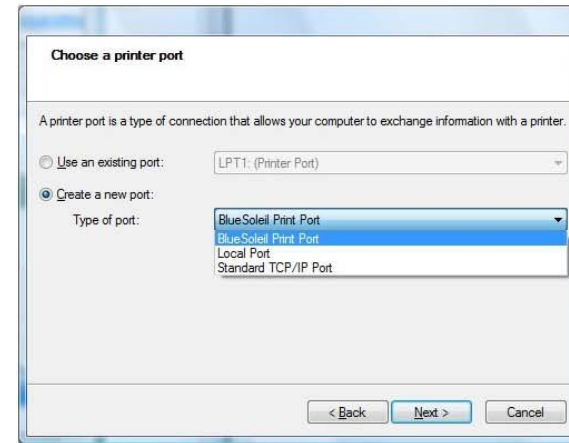 Choose a printer port
A printer port is a type of connection that allows your computer to exchange information with a printer.
Use an existing port: LPT1: (Printer Port)
Create a new port:
Type of port: BlueSoleil Print Port
BlueSoleil Print Port
Local Port
Standard TCP/IP Port
< Back Next > Cancel